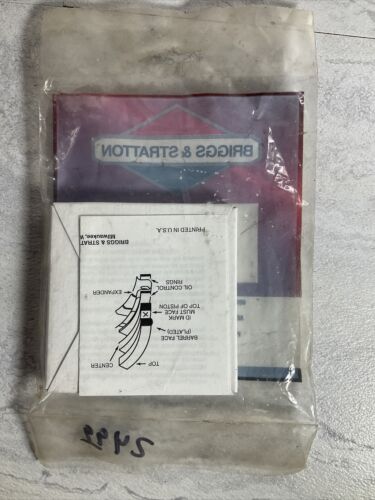 BRIGGS & STRATTON
TOP
CENTER
BARREL FACE
(PLATED)
ID MARK
MUST FACE
TOP OF PISTON
EXPANDER
OIL CONTROL
RINGS
PRINTED IN U.S.A.
BRIGGS & STRAT
Milwaukee, W